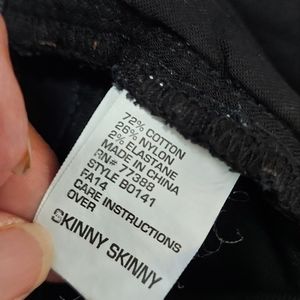 72% COTTON
26% NYLON
2% ELASTANE
MADE IN CHINA
RN# 77388
STYLE B0141
FA14
CARE INSTRUCTIONS
OVER
SKINNY SKINNY